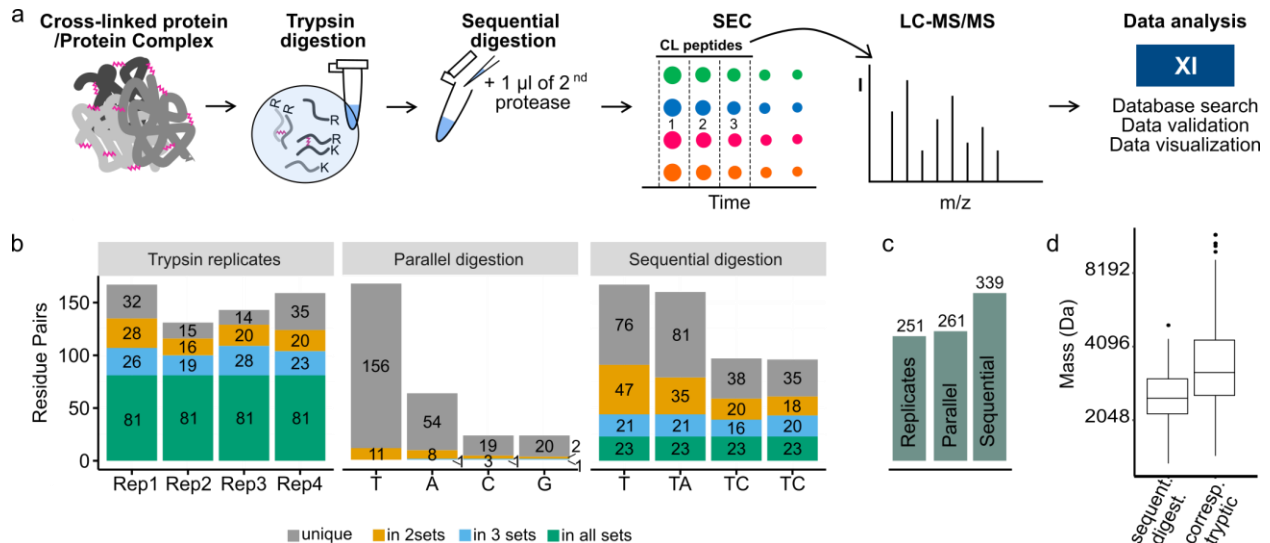 a
Cross-linked protein
/Protein Complex
Trypsin
digestion
R
R
R
R
K
K
Sequential
digestion
+ 1 µl of 2nd
protease
SEC
CL peptides
1 2 3
Time
LC-MS/MS
I
m/z
Data analysis
XI
Database search
Data validation
Data visualization
b
Trypsin replicates
Parallel digestion
Sequential digestion
Residue Pairs
150
100
50
0
32 15 14 35
28 16 20 20
26 19 28 23
81 81 81 81
Rep1 Rep2 Rep3 Rep4
156 54 19 20 2
11 8 1 3 1 1
T A C G
76 81 38 35
47 35 20 18
21 21 16 20
23 23 23 23
T TA TC TC
unique in 2sets in 3 sets in all sets
c
251 261 339
Replicates
Parallel
Sequential
d
Mass (Da)
8192
4096
2048
sequent.
digest.
corresp.
tryptic